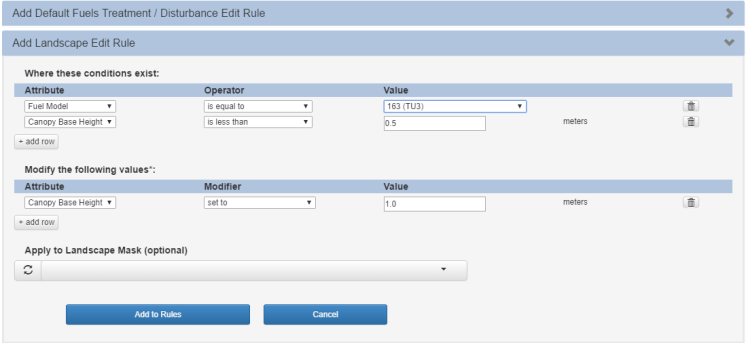 Add Default Fuels Treatment / Disturbance Edit Rule
Add Landscape Edit Rule
Where these conditions exist:
Attribute Operator Value
Fuel Model is equal to 163 (TU3)
Canopy Base Height is less than 0.5 meters
+ add row
Modify the following values*:
Attribute Modifier Value
Canopy Base Height set to 1.0 meters
+ add row
Apply to Landscape Mask (optional)
Add to Rules Cancel